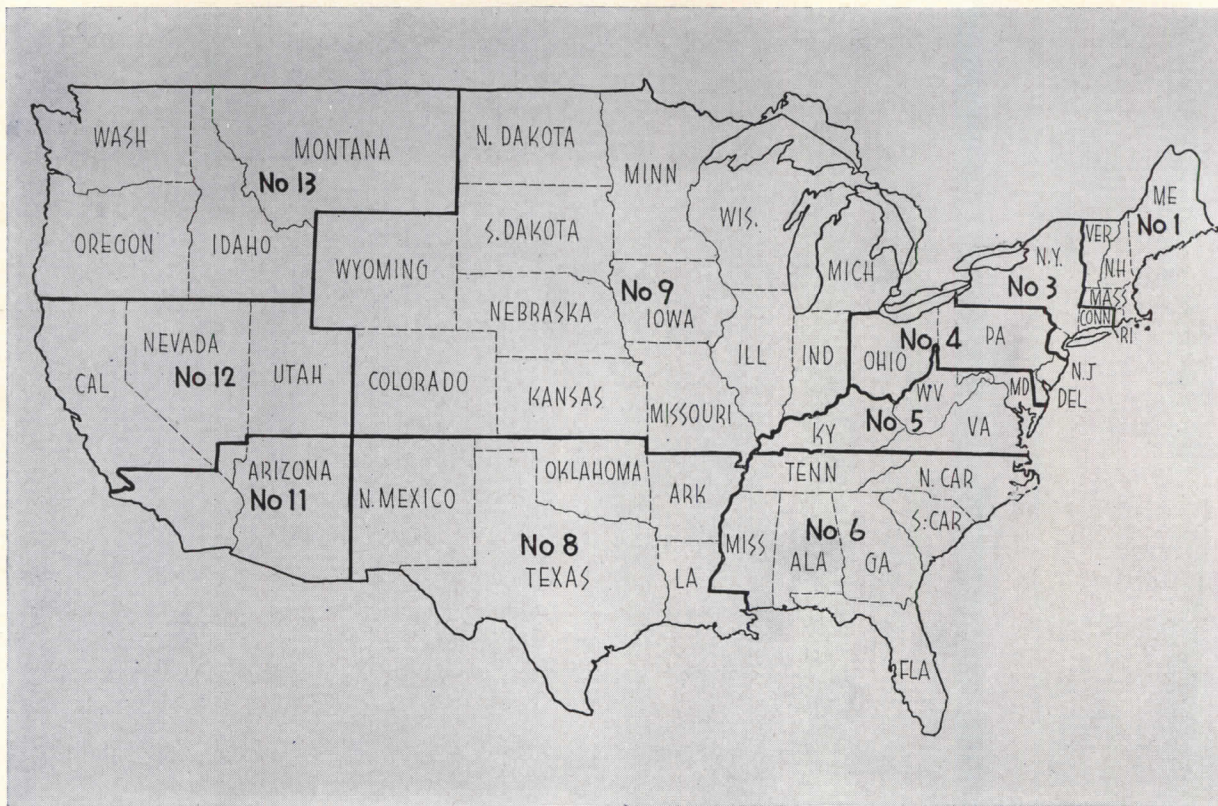 WASH
MONTANA
N. DAKOTA
MINN
No 13
OREGON
IDAHO
WYOMING
S. DAKOTA
WIS.
MICH
ME
No 1
VER
N.Y.
NH
No 3
MASS
CONN
RI
NEBRASKA
No 9
IOWA
NEVADA
No 12
CAL
UTAH
COLORADO
KANSAS
MISSOURI
ILL
IND
OHIO
No 4
PA
N.J
DEL
MD
W.V
No 5
KY
VA
ARIZONA
No 11
N. MEXICO
OKLAHOMA
ARK
TENN
N. CAR
S. CAR
No 8
TEXAS
LA
MISS
No 6
ALA
GA
FLA